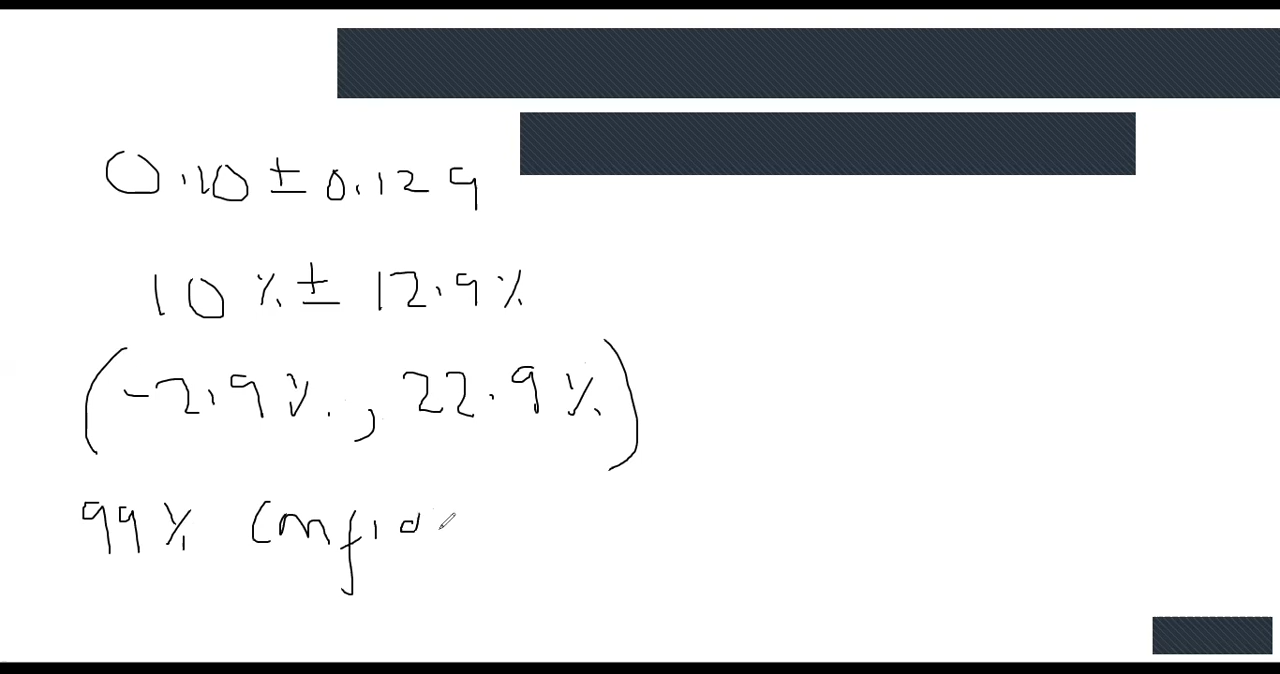 0.10 ± 0.129
10% ± 12.9%
(-2.9%, 22.9%)
99% confid